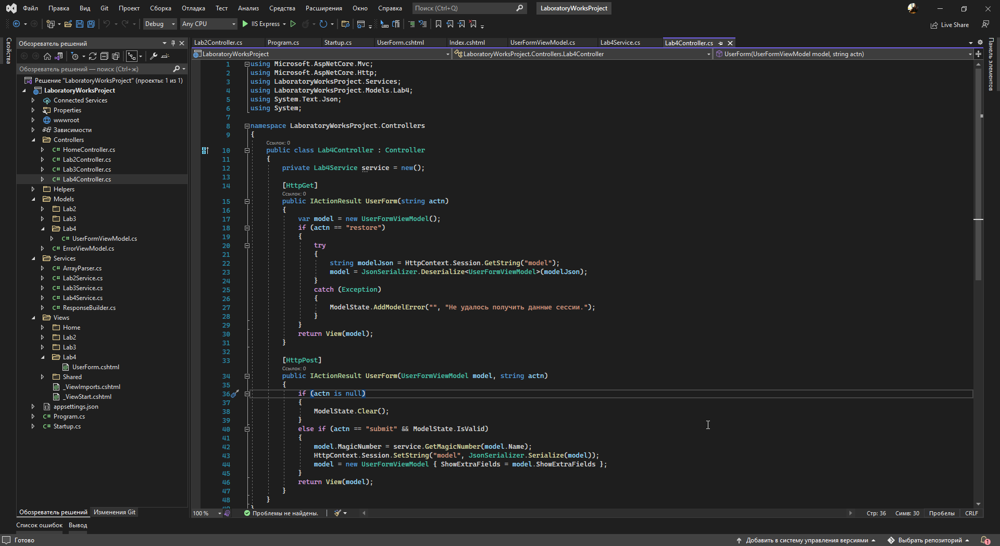 Файл Правка Вид Git Проект Сборка Отладка Тест Анализ Средства Расширения Окно Справка Поиск (Ctrl+Q) LaboratoryWorksProject
Debug Any CPU IIS Express Live Share
Свойства
Обозреватель решений
Обозреватель решений — поиск (Ctrl+ж)
Решение "LaboratoryWorksProject" (проекты: 1 из 1)
LaboratoryWorksProject
Connected Services
Properties
wwwroot
Зависимости
Controllers
C# HomeController.cs
C# Lab2Controller.cs
C# Lab3Controller.cs
C# Lab4Controller.cs
Helpers
Models
Lab2
Lab3
Lab4
C# UserFormViewModel.cs
C# ErrorViewModel.cs
Services
C# ArrayParser.cs
C# Lab2Service.cs
C# Lab3Service.cs
C# Lab4Service.cs
C# ResponseBuilder.cs
Views
Home
Lab2
Lab3
Lab4
UserForm.cshtml
Shared
_ViewImports.cshtml
_ViewStart.cshtml
appsettings.json
C# Program.cs
C# Startup.cs
Обозреватель решений Изменения Git
Lab2Controller.cs Program.cs Startup.cs UserForm.cshtml Index.cshtml UserFormViewModel.cs Lab4Service.cs Lab4Controller.cs
LaboratoryWorksProject LaboratoryWorksProject.Controllers.Lab4Controller UserForm(UserFormViewModel model, string actn)
1 using Microsoft.AspNetCore.Mvc;
2 using Microsoft.AspNetCore.Http;
3 using LaboratoryWorksProject.Services;
4 using LaboratoryWorksProject.Models.Lab4;
5 using System.Text.Json;
6 using System;
7
8 namespace LaboratoryWorksProject.Controllers
9 {
Ссылок: 0
10 public class Lab4Controller : Controller
11 {
12 private Lab4Service service = new();
13
14 [HttpGet]
Ссылок: 0
15 public IActionResult UserForm(string actn)
16 {
17 var model = new UserFormViewModel();
18 if (actn == "restore")
19 {
20 try
21 {
22 string modelJson = HttpContext.Session.GetString("model");
23 model = JsonSerializer.Deserialize<UserFormViewModel>(modelJson);
24 }
25 catch (Exception)
26 {
27 ModelState.AddModelError("", "Не удалось получить данные сессии.");
28 }
29 }
30 return View(model);
31 }
32
33 [HttpPost]
Ссылок: 0
34 public IActionResult UserForm(UserFormViewModel model, string actn)
35 {
36 if (actn is null)
37 {
38 ModelState.Clear();
39 }
40 else if (actn == "submit" && ModelState.IsValid)
41 {
42 model.MagicNumber = service.GetMagicNumber(model.Name);
43 HttpContext.Session.SetString("model", JsonSerializer.Serialize(model));
44 model = new UserFormViewModel { ShowExtraFields = model.ShowExtraFields };
45 }
46 return View(model);
47 }
48 }
49 }
100 % Проблемы не найдены. Стр: 36 Симв: 30 Пробелы CRLF
Панель элементов
Список ошибок Вывод
Готово Добавить в систему управления версиями Выбрать репозиторий 1